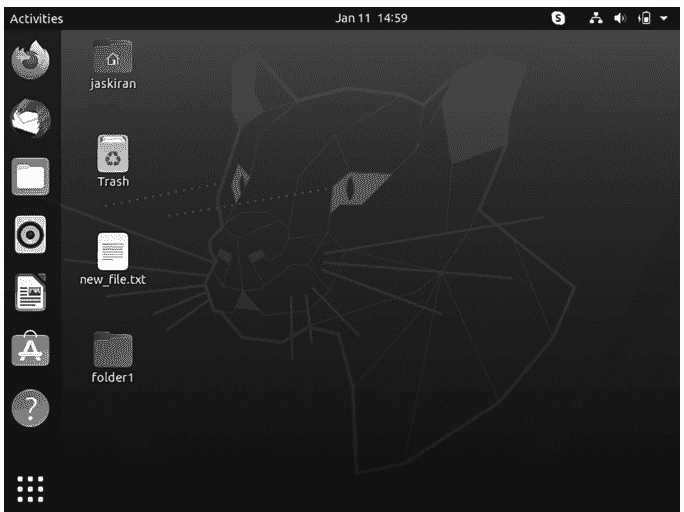 Activities
Jan 11 14:59
S
jaskiran
Trash
new_file.txt
folder1